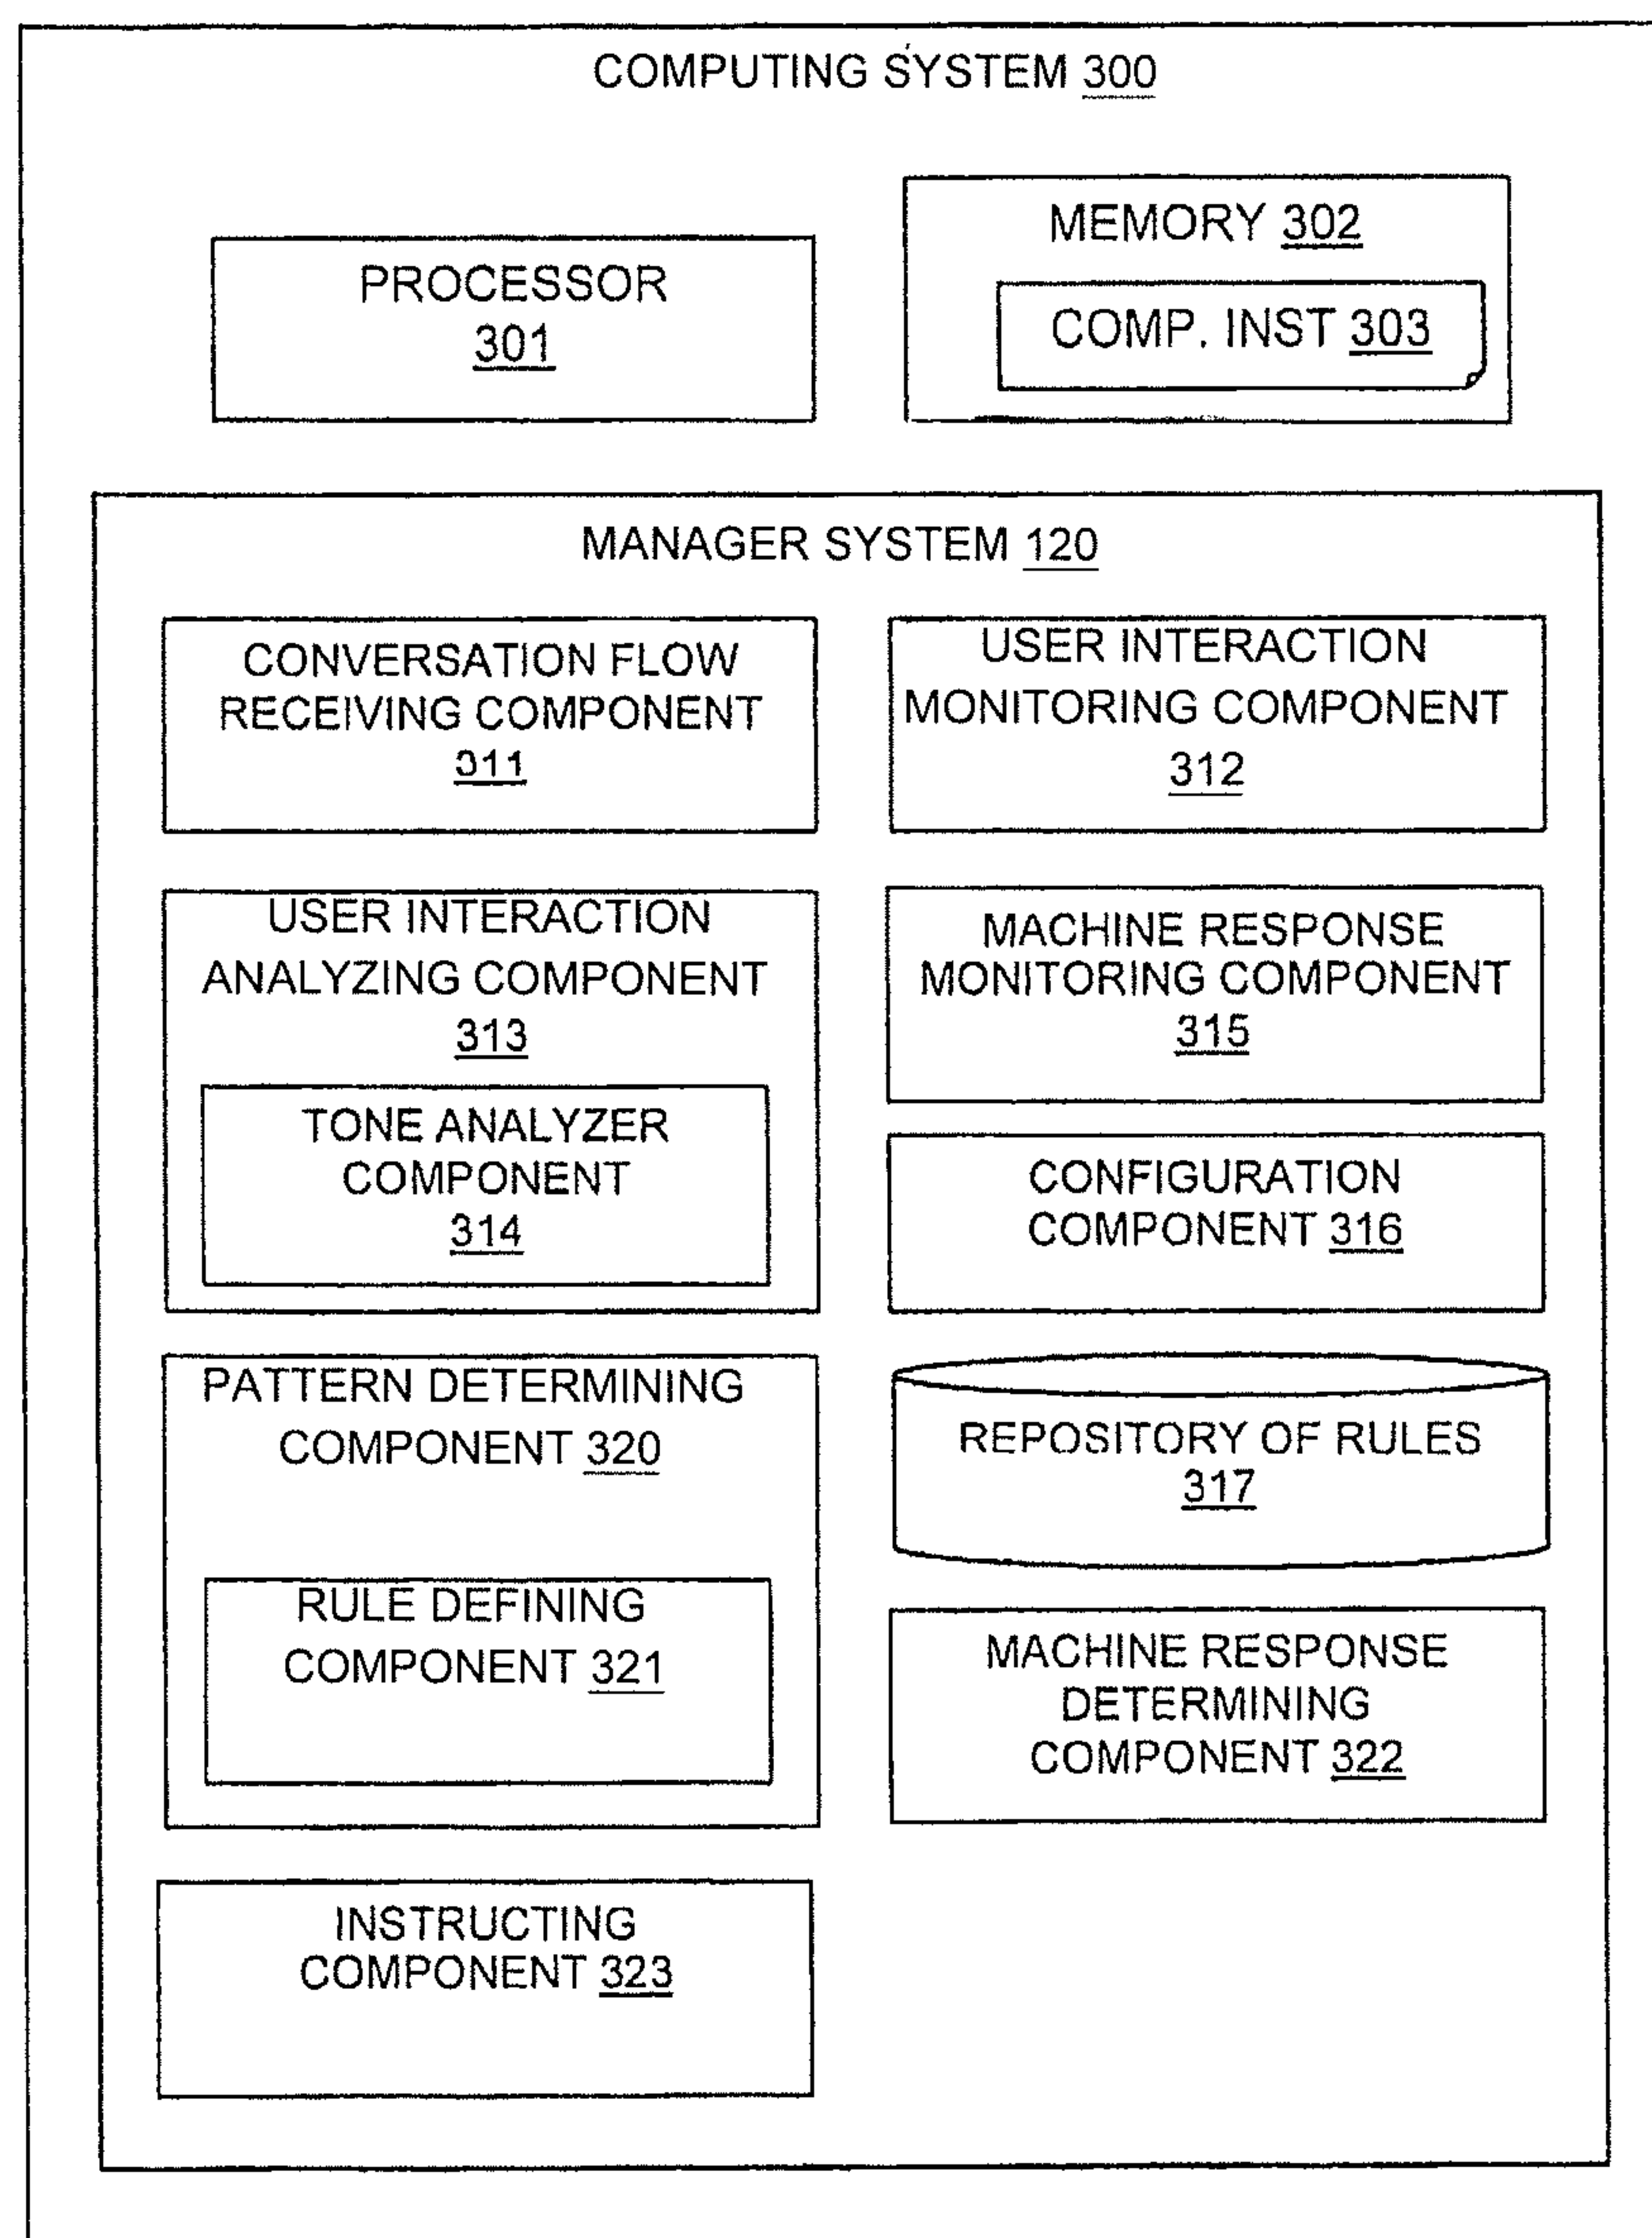 COMPUTING SYSTEM 300
PROCESSOR
301
MEMORY 302
COMP. INST 303
MANAGER SYSTEM 120
CONVERSATION FLOW
RECEIVING COMPONENT
311
USER INTERACTION
MONITORING COMPONENT
312
USER INTERACTION
ANALYZING COMPONENT
313
TONE ANALYZER
COMPONENT
314
MACHINE RESPONSE
MONITORING COMPONENT
315
CONFIGURATION
COMPONENT 316
PATTERN DETERMINING
COMPONENT 320
RULE DEFINING
COMPONENT 321
REPOSITORY OF RULES
317
MACHINE RESPONSE
DETERMINING
COMPONENT 322
INSTRUCTING
COMPONENT 323